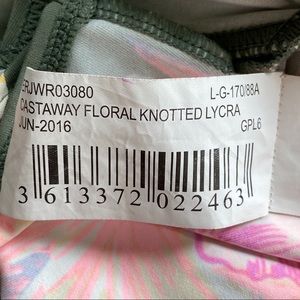 ERJWR03080 L-G-170/88A
CASTAWAY FLORAL KNOTTED LYCRA
JUN-2016 GPL6
3 613372 022463